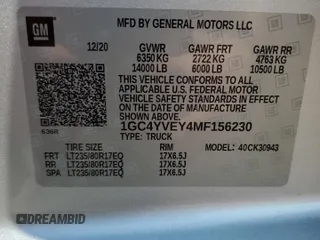 GM
MFD BY GENERAL MOTORS LLC
12/20 GVWR GAWR FRT GAWR RR
6350 KG 2722 KG 4763 KG
14000 LB 6000 LB 10500 LB
THIS VEHICLE CONFORMS TO ALL
APPLICABLE U.S. FEDERAL MOTOR
VEHICLE SAFETY STANDARDS IN
EFFECT ON THE DATE OF
MANUFACTURE SHOWN ABOVE.
1GC4YVEY4MF156230
TYPE: TRUCK
636R
TIRE SIZE RIM MODEL: 40CK30943
FRT LT235/80R17EQ 17X6.5J
RR LT235/80R17EQ 17X6.5J
SPA LT235/80R17EQ 17X6.5J
DREAMBID